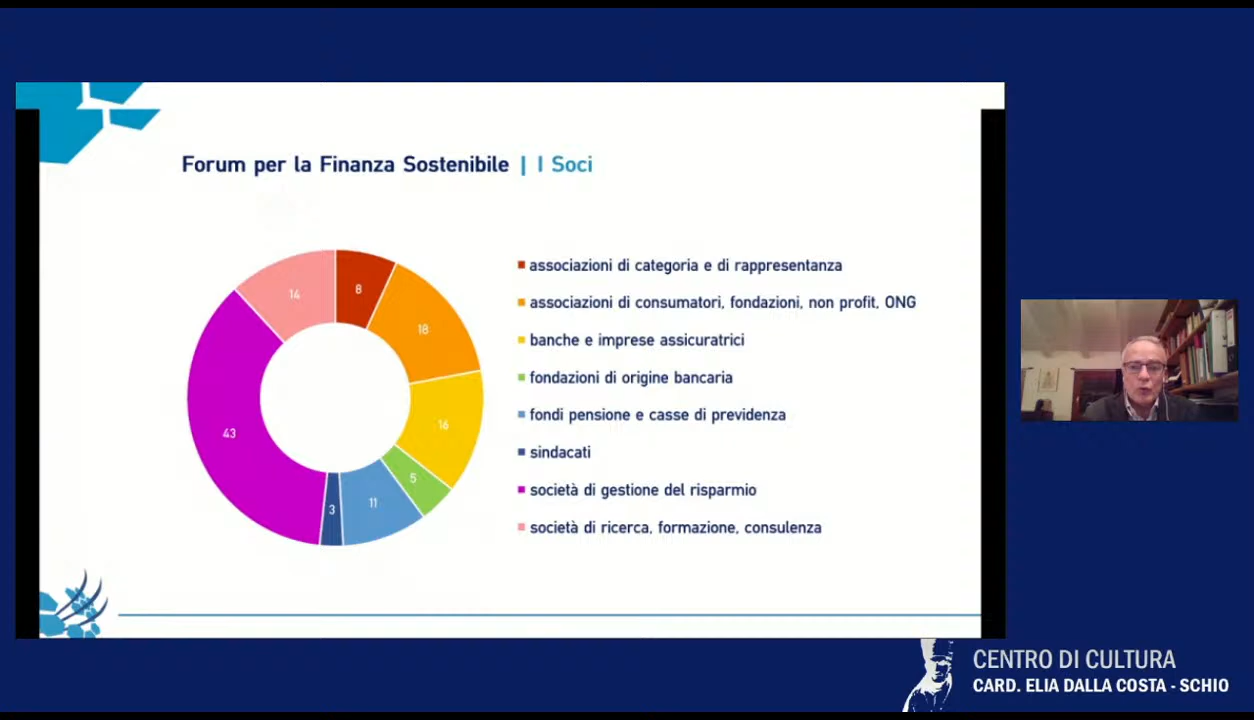 Forum per la Finanza Sostenibile | I Soci
14
8
18
43
16
5
11
3
associazioni di categoria e di rappresentanza
associazioni di consumatori, fondazioni, non profit, ONG
banche e imprese assicuratrici
fondazioni di origine bancaria
fondi pensione e casse di previdenza
sindacati
società di gestione del risparmio
società di ricerca, formazione, consulenza
CENTRO DI CULTURA
CARD. ELIA DALLA COSTA - SCHIO